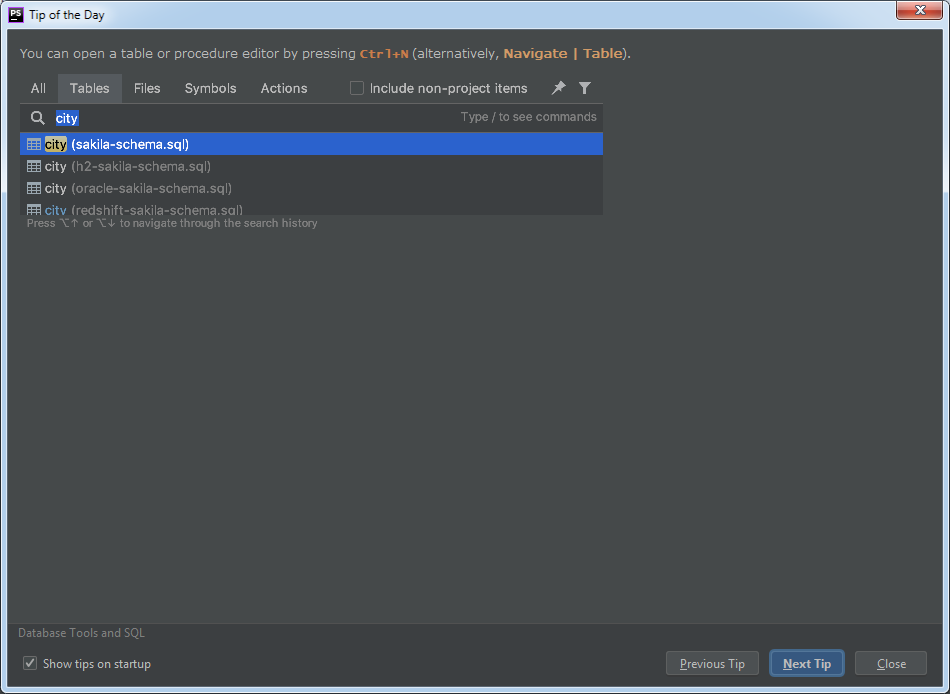 PS Tip of the Day
You can open a table or procedure editor by pressing Ctrl+N (alternatively, Navigate | Table).
All Tables Files Symbols Actions Include non-project items
city Type / to see commands
city (sakila-schema.sql)
city (h2-sakila-schema.sql)
city (oracle-sakila-schema.sql)
city (redshift-sakila-schema.sql)
Press ⌥↑ or ⌥↓ to navigate through the search history
Database Tools and SQL
Show tips on startup Previous Tip Next Tip Close